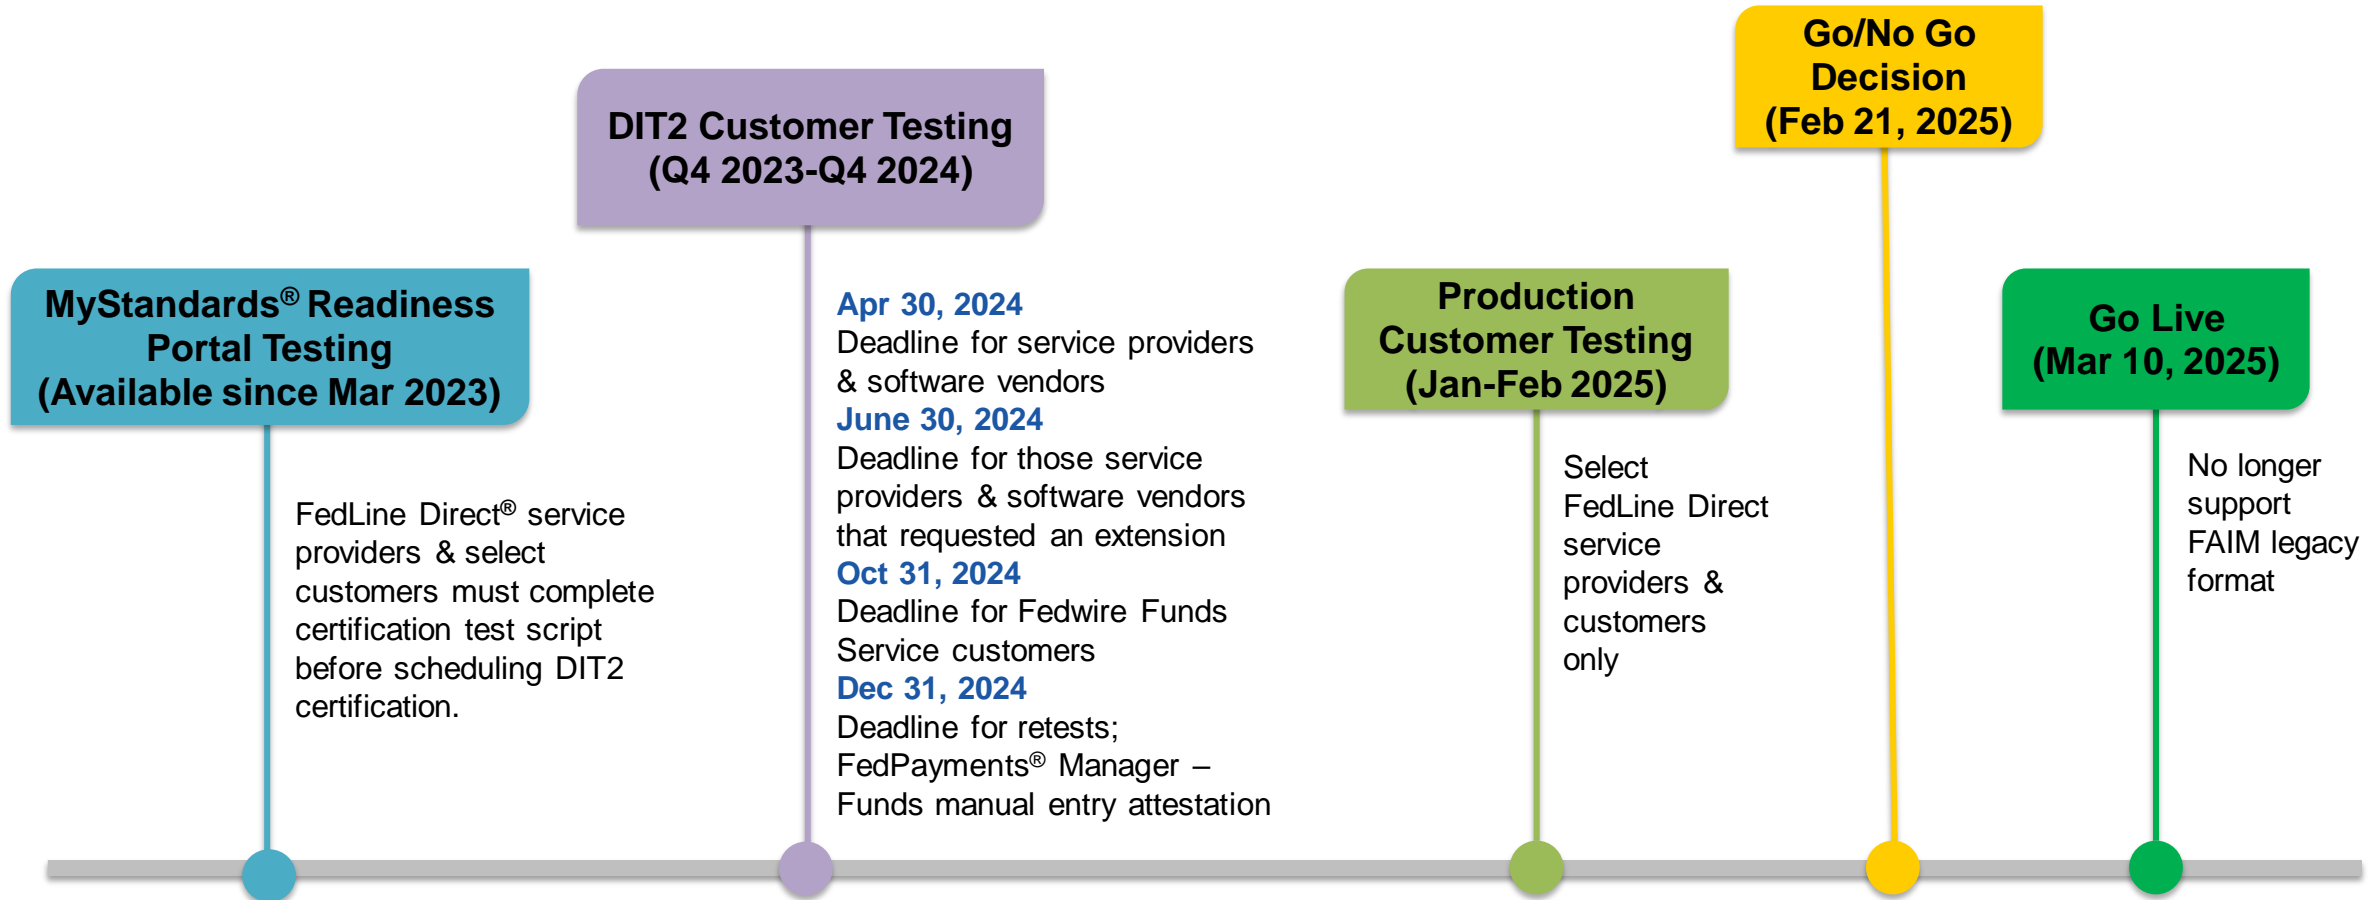 MyStandards® Readiness
Portal Testing
(Available since Mar 2023)
FedLine Direct® service
providers & select
customers must complete
certification test script
before scheduling DIT2
certification.
DIT2 Customer Testing
(Q4 2023-Q4 2024)
Apr 30, 2024
Deadline for service providers
& software vendors
June 30, 2024
Deadline for those service
providers & software vendors
that requested an extension
Oct 31, 2024
Deadline for Fedwire Funds
Service customers
Dec 31, 2024
Deadline for retests;
FedPayments® Manager –
Funds manual entry attestation
Production
Customer Testing
(Jan-Feb 2025)
Select
FedLine Direct
service
providers &
customers
only
Go/No Go
Decision
(Feb 21, 2025)
Go Live
(Mar 10, 2025)
No longer
support
FAIM legacy
format